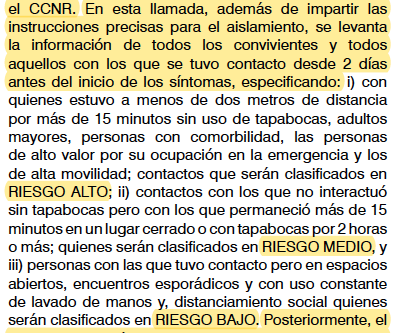 el CCNR. En esta llamada, además de impartir las
instrucciones precisas para el aislamiento, se levanta
la información de todos los convivientes y todos
aquellos con los que se tuvo contacto desde 2 días
antes del inicio de los síntomas, especificando: i) con
quienes estuvo a menos de dos metros de distancia
por más de 15 minutos sin uso de tapabocas, adultos
mayores, personas con comorbilidad, las personas
de alto valor por su ocupación en la emergencia y los
de alta movilidad; contactos que serán clasificados en
RIESGO ALTO; ii) contactos con los que no interactuó
sin tapabocas pero con los que permaneció más de 15
minutos en un lugar cerrado o con tapabocas por 2 horas
o más; quienes serán clasificados en RIESGO MEDIO, y
iii) personas con las que tuvo contacto pero en espacios
abiertos, encuentros esporádicos y con uso constante
de lavado de manos y, distanciamiento social quienes
serán clasificados en RIESGO BAJO. Posteriormente, el